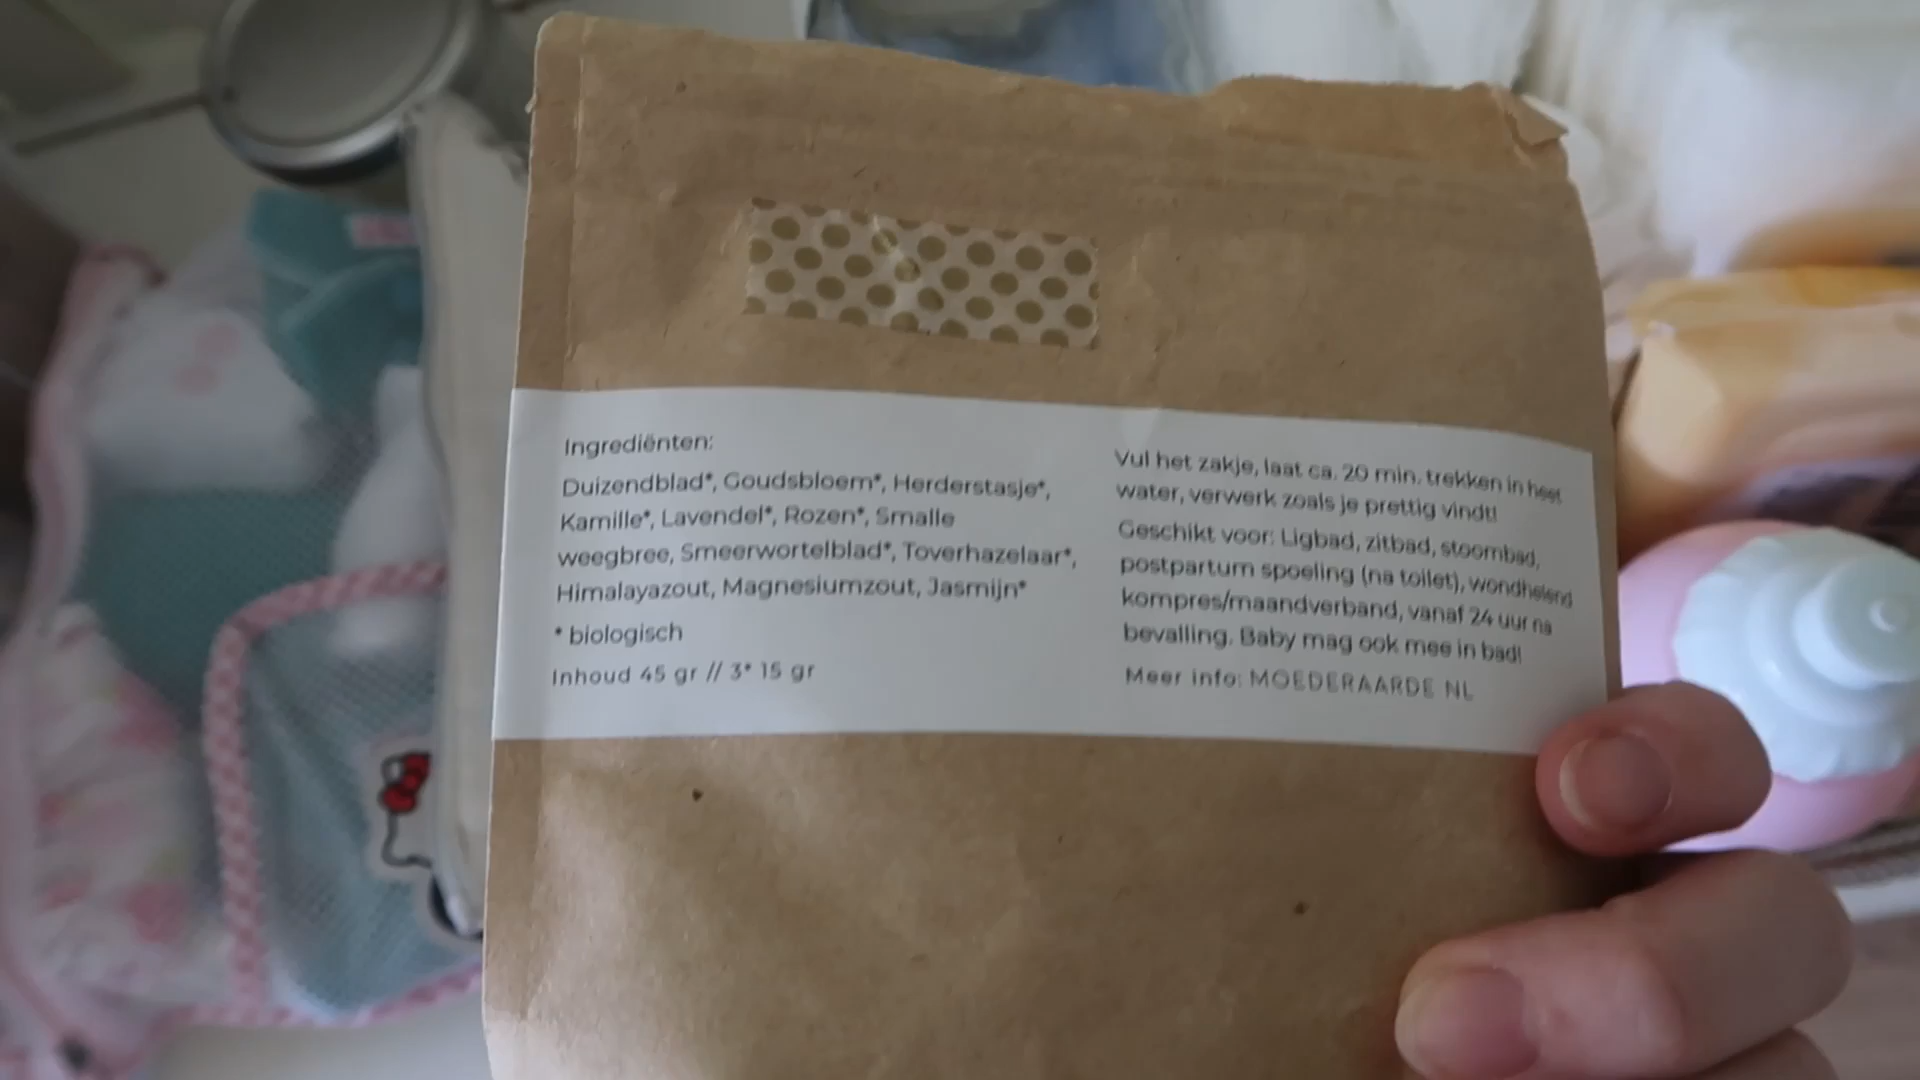 Ingrediënten:
Duizendblad*, Goudsbloem*, Herderstasje*,
Kamille*, Lavendel*, Rozen*, Smalle
weegbree, Smeerwortelblad*, Toverhazelaar*,
Himalayazout, Magnesiumzout, Jasmijn*
* biologisch
Inhoud 45 gr // 3* 15 gr
Vul het zakje, laat ca. 20 min. trekken in heet
water, verwerk zoals je prettig vindt!
Geschikt voor: Ligbad, zitbad, stoombad,
postpartum spoeling (na toilet), wondhelend
kompres/maandverband, vanaf 24 uur na
bevalling. Baby mag ook mee in bad!
Meer info: MOEDERAARDE NL